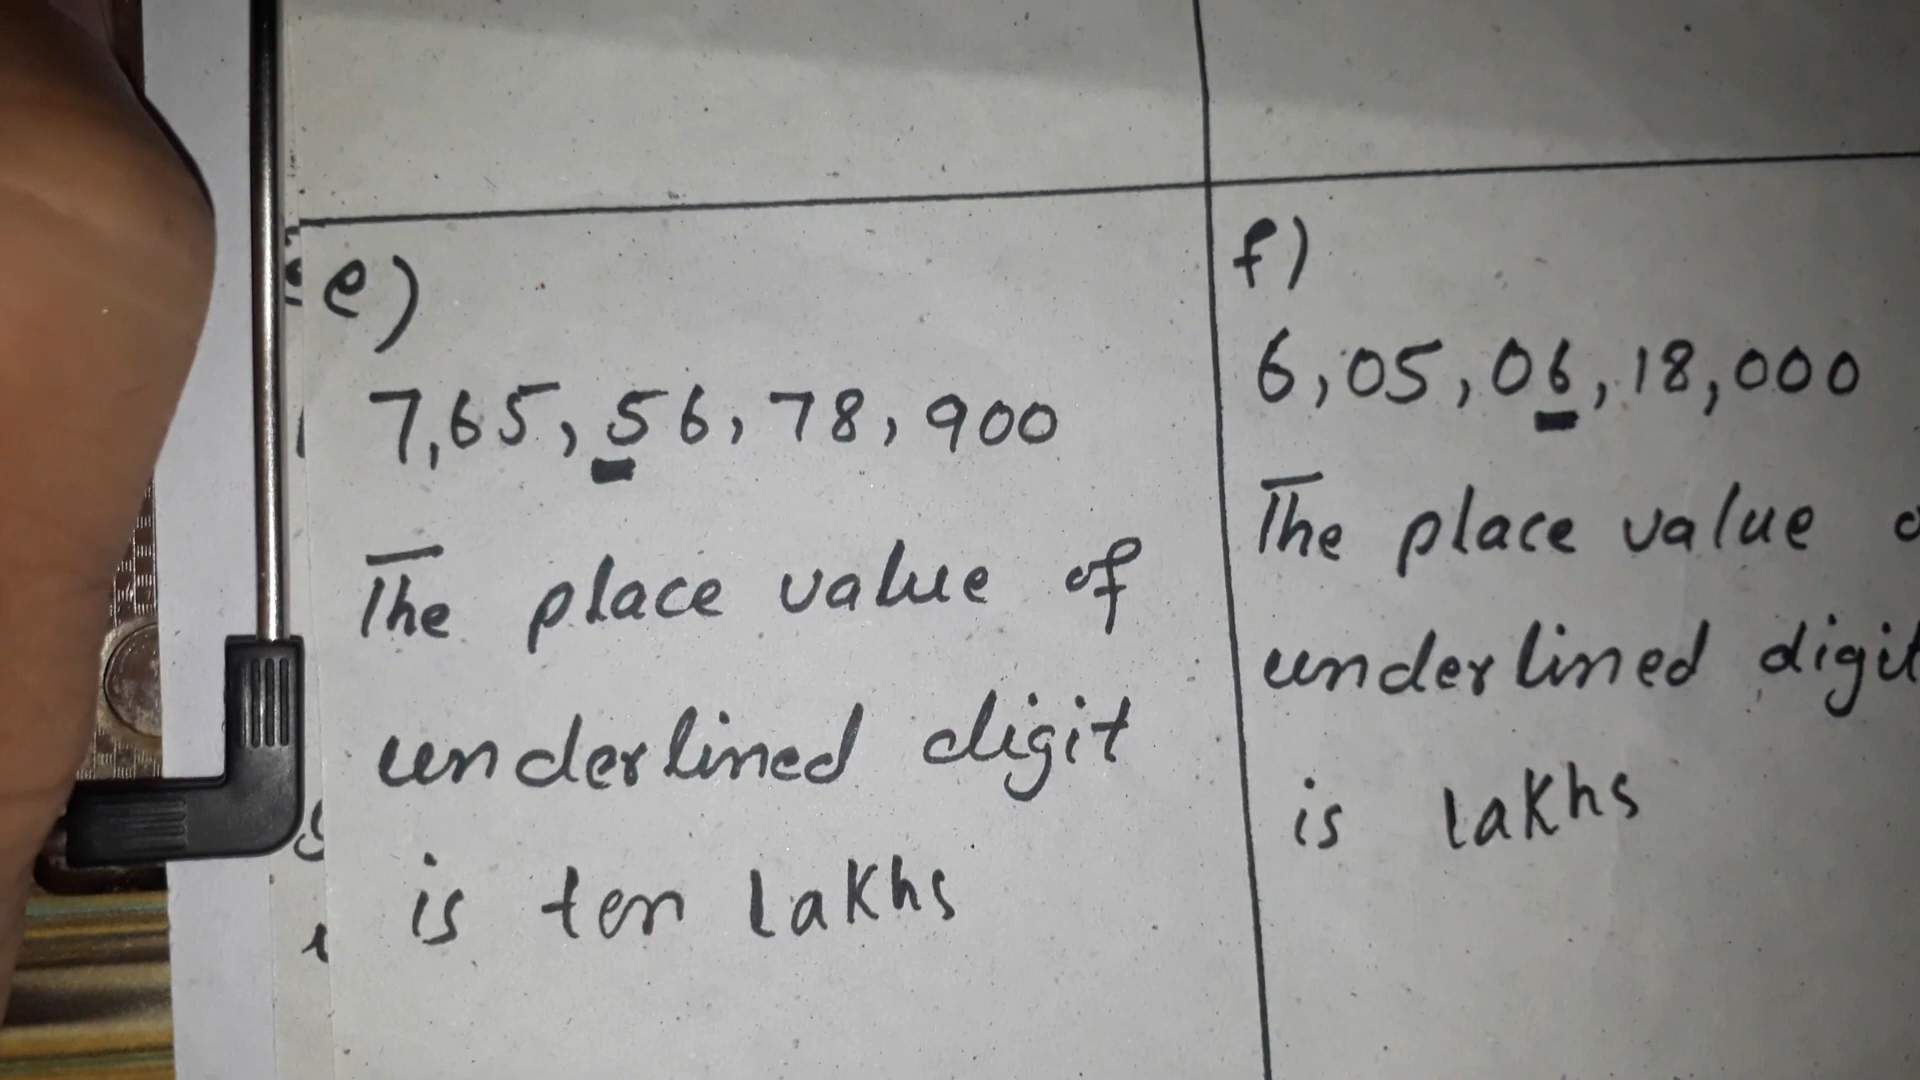 e)
7,65,56,78,900
The place value of
underlined digit
is ten lakhs
f)
6,05,06,18,000
The place value
underlined digit
is lakhs